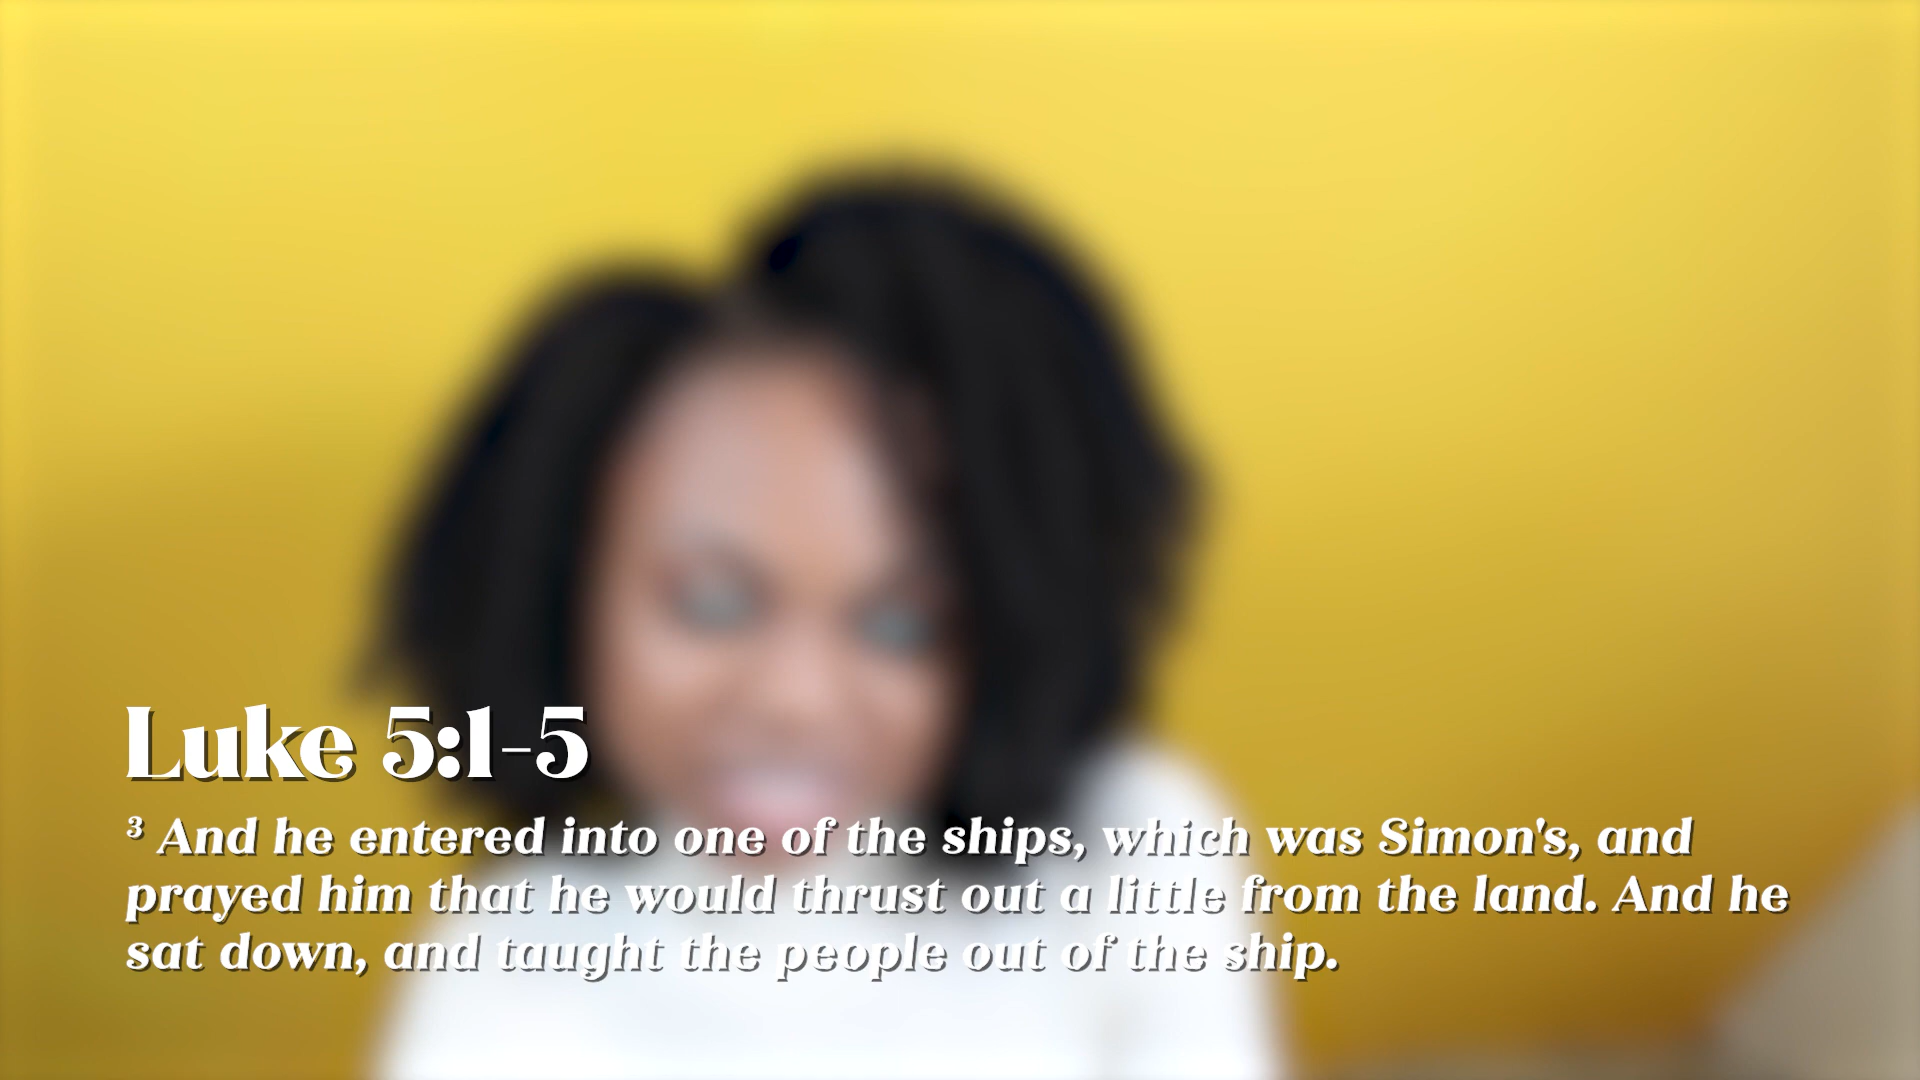 Luke 5:1-5
³ And he entered into one of the ships, which was Simon's, and
prayed him that he would thrust out a little from the land. And he
sat down, and taught the people out of the ship.